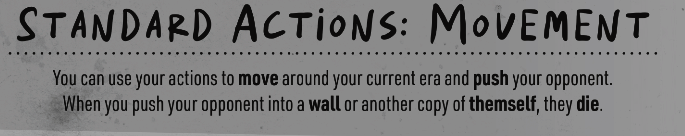 STANDARD ACTIONS: MOVEMENT
You can use your actions to move around your current era and push your opponent.
When you push your opponent into a wall or another copy of themself, they die.